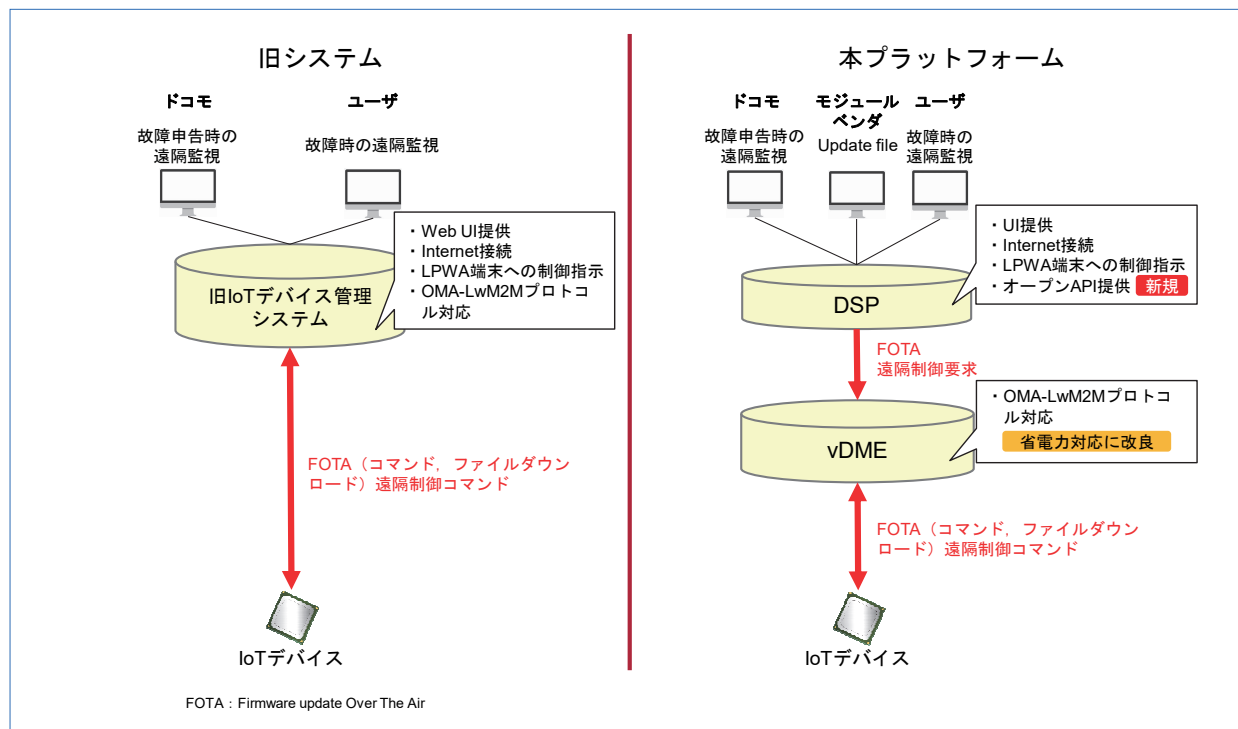 旧システム
ドコモ
故障申告時の
遠隔監視
ユーザ
故障時の遠隔監視
・Web UI提供
・Internet接続
・LPWA端末への制御指示
・OMA-LwM2Mプロトコ
ル対応
旧IoTデバイス管理
システム
FOTA（コマンド，ファイルダウン
ロード）遠隔制御コマンド
IoTデバイス
FOTA：Firmware update Over The Air
本プラットフォーム
ドコモ
故障申告時の
遠隔監視
モジュール
ベンダ
Update file
ユーザ
故障時の
遠隔監視
・UI提供
・Internet接続
・LPWA端末への制御指示
・オープンAPI提供 新規
DSP
FOTA
遠隔制御要求
・OMA-LwM2Mプロトコ
ル対応
省電力対応に改良
vDME
FOTA（コマンド，ファイルダウン
ロード）遠隔制御コマンド
IoTデバイス